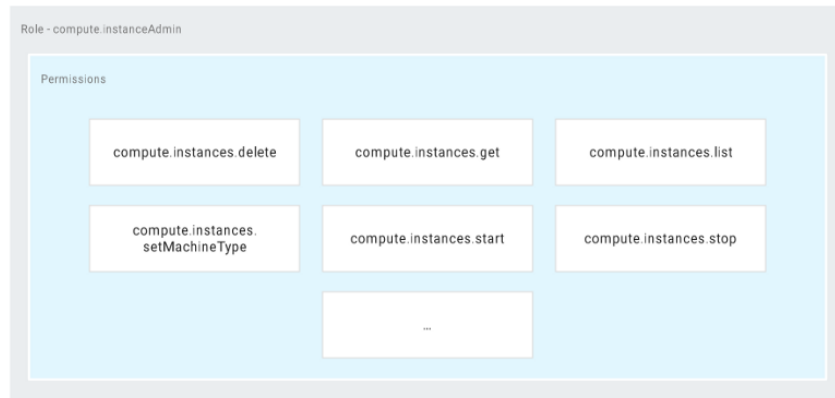 Role - compute.instanceAdmin
Permissions
compute.instances.delete
compute.instances.get
compute.instances.list
compute.instances.
setMachineType
compute.instances.start
compute.instances.stop
...